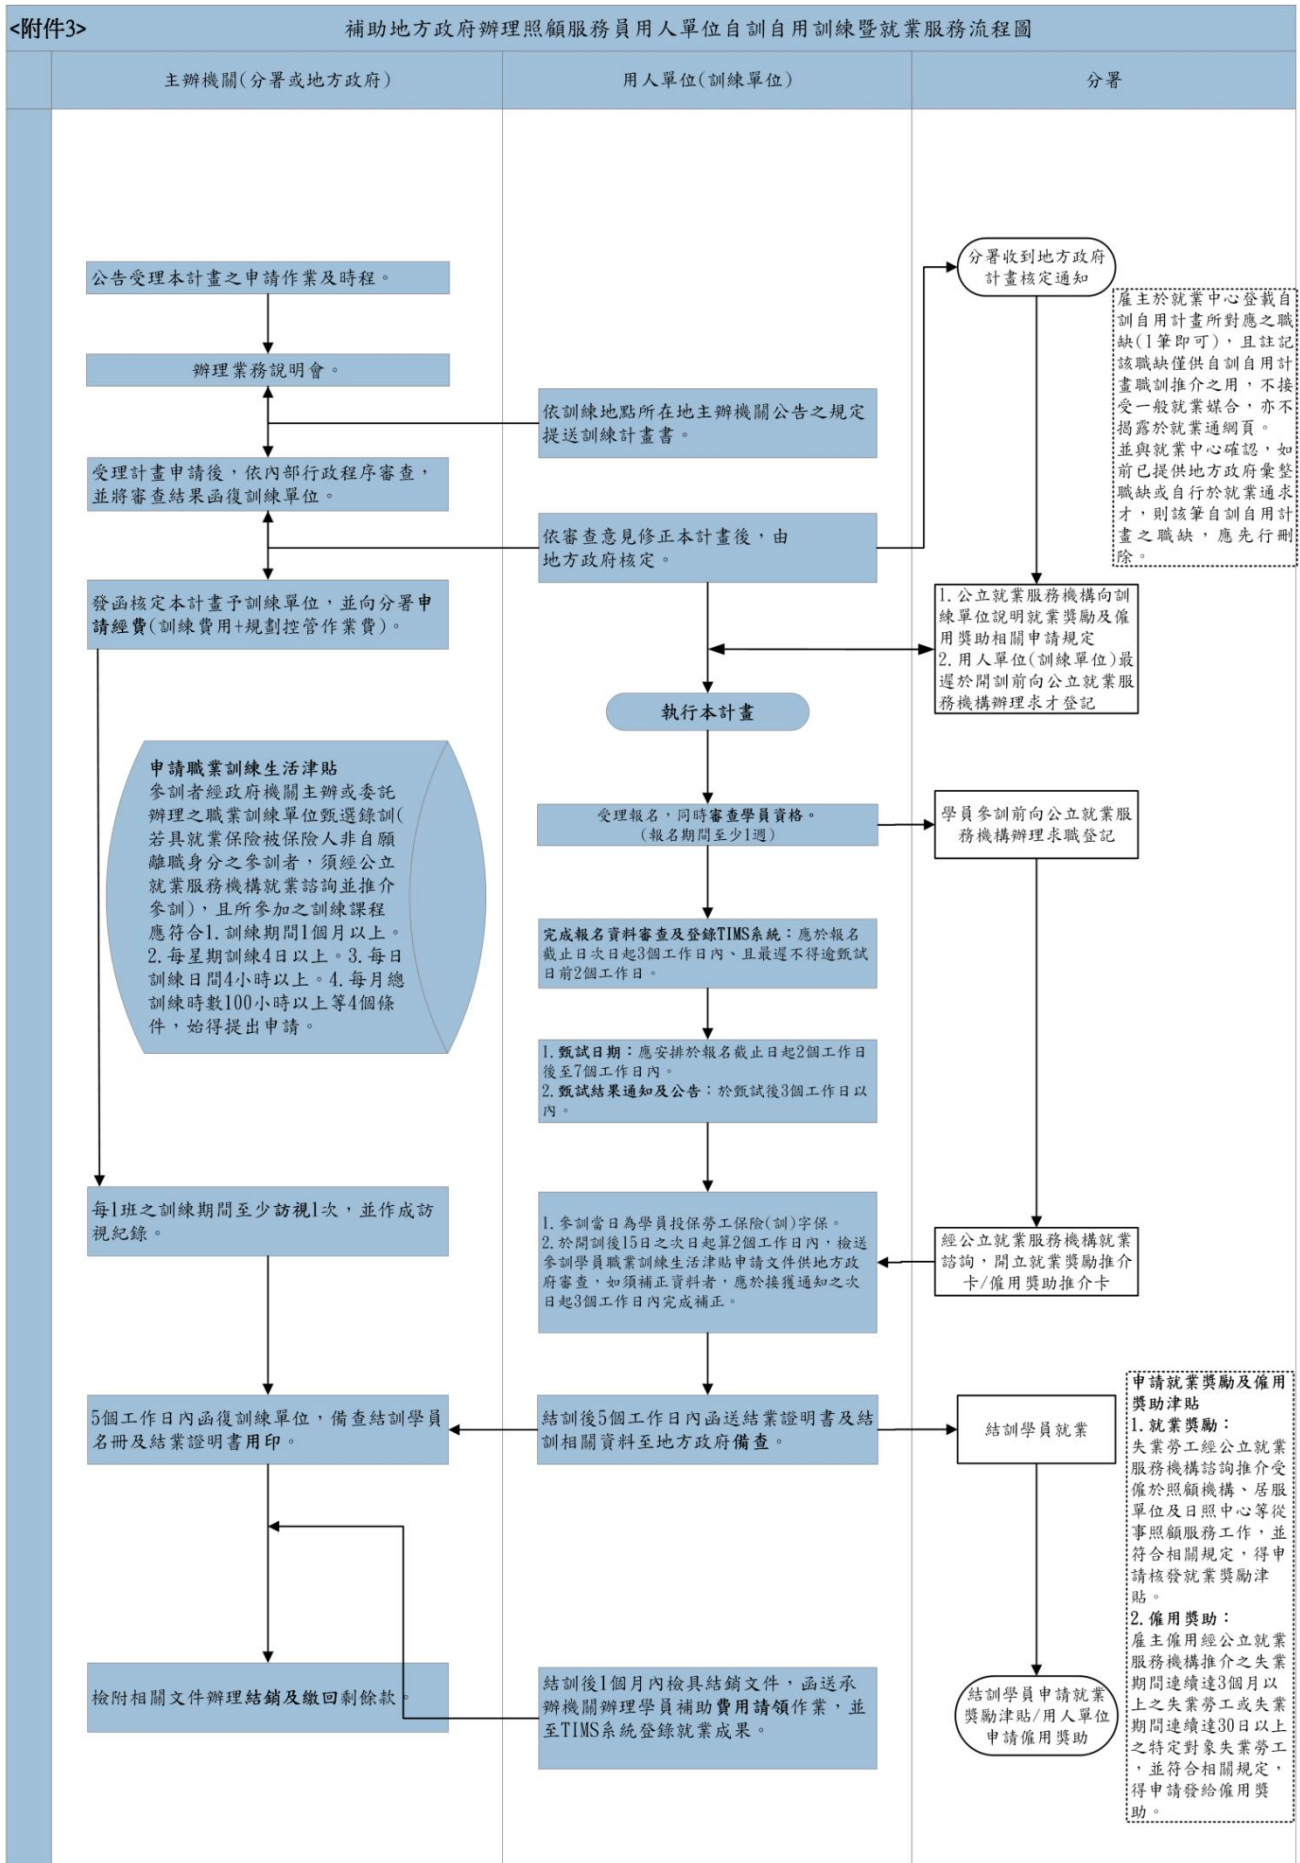 <附件3>
補助地方政府辦理照顧服務員用人單位自訓自用訓練暨就業服務流程圖
主辦機關(分署或地方政府)
用人單位(訓練單位)
分署
公告受理本計畫之申請作業及時程。
辦理業務說明會。
依訓練地點所在地主辦機關公告之規定
提送訓練計畫書。
受理計畫申請後，依內部行政程序審查，
並將審查結果函復訓練單位。
依審查意見修正本計畫後，由
地方政府核定。
發函核定本計畫予訓練單位，並向分署申
請經費(訓練費用+規劃控管作業費)。
分署收到地方政府
計畫核定通知
雇主於就業中心登載自
訓自用計畫所對應之職
缺(1筆即可)，且註記
該職缺僅供自訓自用計
畫職訓推介之用，不接
受一般就業媒合，亦不
揭露於就業通網頁。
並與就業中心確認，如
前已提供地方政府彙整
職缺或自行於就業通求
才，則該筆自訓自用計
畫之職缺，應先行刪
除。
1.公立就業服務機構向訓
練單位說明就業獎勵及僱
用獎助相關申請規定
2.用人單位(訓練單位)最
遲於開訓前向公立就業服
務機構辦理求才登記
執行本計畫
申請職業訓練生活津貼
參訓者經政府機關主辦或委託
辦理之職業訓練單位甄選錄訓(
若具就業保險被保險人非自願
離職身分之參訓者，須經公立
就業服務機構就業諮詢並推介
參訓)，且所參加之訓練課程
應符合1.訓練期間1個月以上。
2.每星期訓練4日以上。3.每日
訓練日間4小時以上。4.每月總
訓練時數100小時以上等4個條
件，始得提出申請。
受理報名，同時審查學員資格。
(報名期間至少1週)
學員參訓前向公立就業服
務機構辦理求職登記
完成報名資料審查及登錄TIMS系統：應於報名
截止日次日起3個工作日內、且最遲不得逾甄試
日前2個工作日。
1.甄試日期：應安排於報名截止日起2個工作日
後至7個工作日內。
2.甄試結果通知及公告：於甄試後3個工作日以
內。
每1班之訓練期間至少訪視1次，並作成訪
視紀錄。
1.參訓當日為學員投保勞工保險(訓)字保。
2.於開訓後15日之次日起算2個工作日內，檢送
參訓學員職業訓練生活津貼申請文件供地方政
府審查，如須補正資料者，應於接獲通知之次
日起3個工作日內完成補正。
經公立就業服務機構就業
諮詢，開立就業獎勵推介
卡/僱用獎助推介卡
5個工作日內函復訓練單位，備查結訓學員
名冊及結業證明書用印。
結訓後5個工作日內函送結業證明書及結
訓相關資料至地方政府備查。
結訓學員就業
申請就業獎勵及僱用
獎助津貼
1.就業獎勵：
失業勞工經公立就業
服務機構諮詢推介受
僱於照顧機構、居服
單位及日照中心等從
事照顧服務工作，並
符合相關規定，得申
請核發就業獎勵津
貼。
2.僱用獎助：
雇主僱用經公立就業
服務機構推介之失業
期間連續達3個月以
上之失業勞工或失業
期間連續達30日以上
之特定對象失業勞工
，並符合相關規定，
得申請發給僱用獎
助。
檢附相關文件辦理結銷及繳回剩餘款。
結訓後1個月內檢具結銷文件，函送承
辦機關辦理學員補助費用請領作業，並
至TIMS系統登錄就業成果。
結訓學員申請就業
獎勵津貼/用人單位
申請僱用獎助